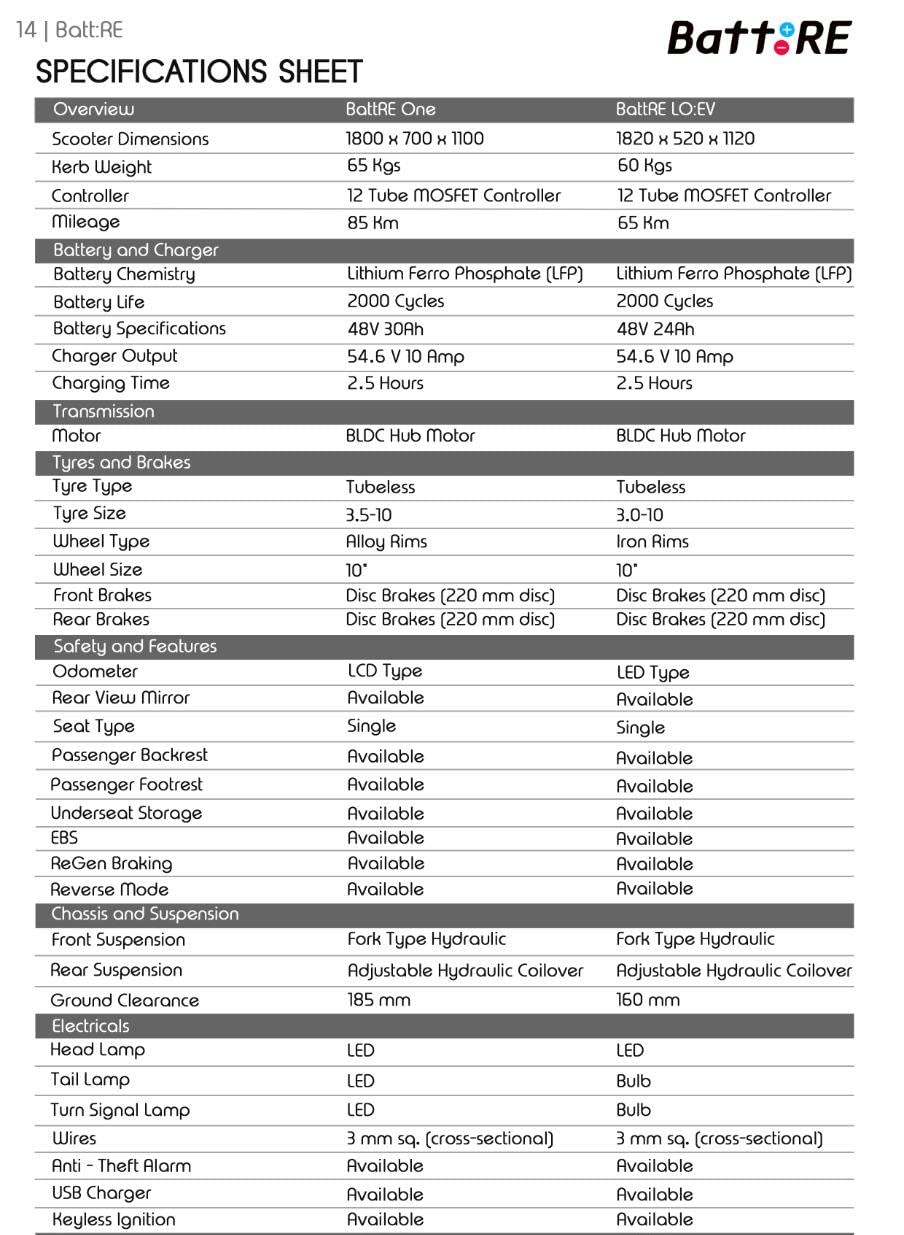 14 | Batt:RE
Batt:RE
SPECIFICATIONS SHEET
Overview BattRE One BattRE LO:EV
Scooter Dimensions 1800 x 700 x 1100 1820 x 520 x 1120
Kerb Weight 65 Kgs 60 Kgs
Controller 12 Tube MOSFET Controller 12 Tube MOSFET Controller
Mileage 85 Km 65 Km
Battery and Charger
Battery Chemistry Lithium Ferro Phosphate (LFP) Lithium Ferro Phosphate (LFP)
Battery Life 2000 Cycles 2000 Cycles
Battery Specifications 48V 30Ah 48V 24Ah
Charger Output 54.6 V 10 Amp 54.6 V 10 Amp
Charging Time 2.5 Hours 2.5 Hours
Transmission
Motor BLDC Hub Motor BLDC Hub Motor
Tyres and Brakes
Tyre Type Tubeless Tubeless
Tyre Size 3.5-10 3.0-10
Wheel Type Alloy Rims Iron Rims
Wheel Size 10" 10"
Front Brakes Disc Brakes (220 mm disc) Disc Brakes (220 mm disc)
Rear Brakes Disc Brakes (220 mm disc) Disc Brakes (220 mm disc)
Safety and Features
Odometer LCD Type LED Type
Rear View Mirror Available Available
Seat Type Single Single
Passenger Backrest Available Available
Passenger Footrest Available Available
Underseat Storage Available Available
EBS Available Available
ReGen Braking Available Available
Reverse Mode Available Available
Chassis and Suspension
Front Suspension Fork Type Hydraulic Fork Type Hydraulic
Rear Suspension Adjustable Hydraulic Coilover Adjustable Hydraulic Coilover
Ground Clearance 185 mm 160 mm
Electricals
Head Lamp LED LED
Tail Lamp LED Bulb
Turn Signal Lamp LED Bulb
Wires 3 mm sq. (cross-sectional) 3 mm sq. (cross-sectional)
Anti - Theft Alarm Available Available
USB Charger Available Available
Keyless Ignition Available Available